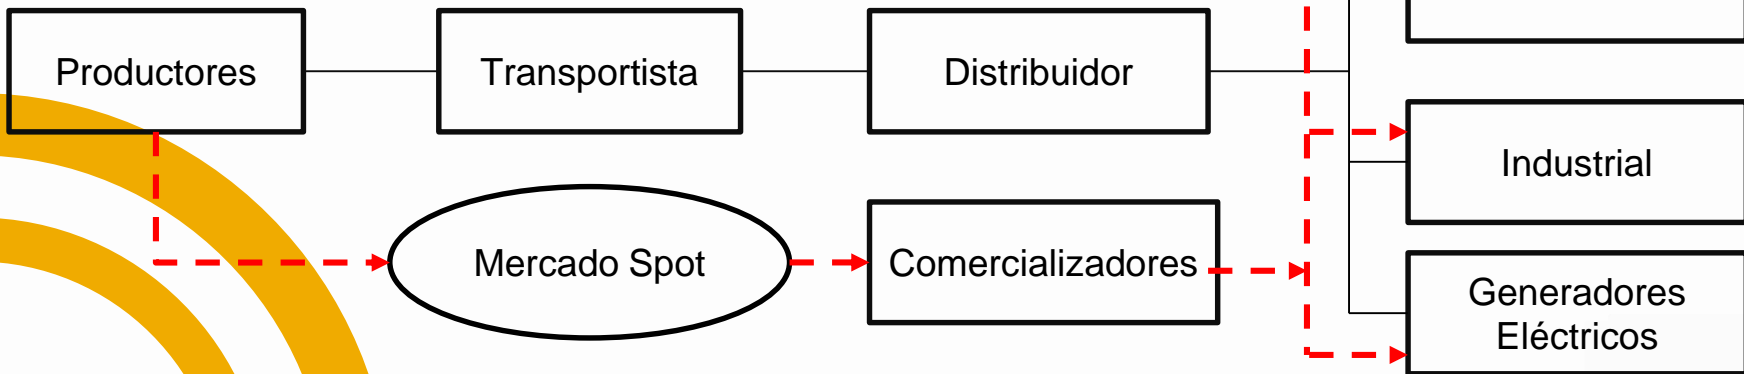 Productores
Transportista
Distribuidor
Industrial
Mercado Spot
Comercializadores
Generadores
Eléctricos